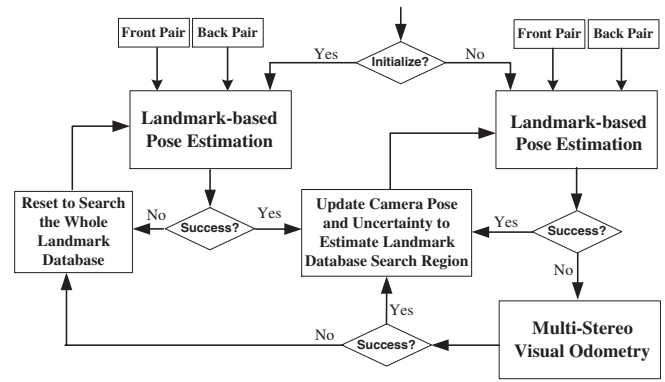 Front Pair
Back Pair
Yes
Initialize?
No
Front Pair
Back Pair
Landmark-based
Pose Estimation
Landmark-based
Pose Estimation
Reset to Search
the Whole
Landmark
Database
No
Success?
Yes
Update Camera Pose
and Uncertainty to
Estimate Landmark
Database Search Region
Yes
Success?
No
Yes
No
Success?
Multi-Stereo
Visual Odometry